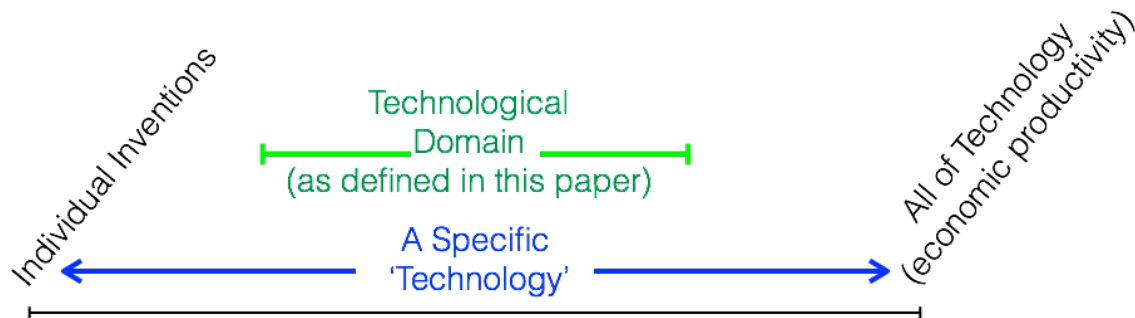 Individual Inventions
Technological
Domain
(as defined in this paper)
A Specific
‘Technology’
All of Technology
(economic productivity)